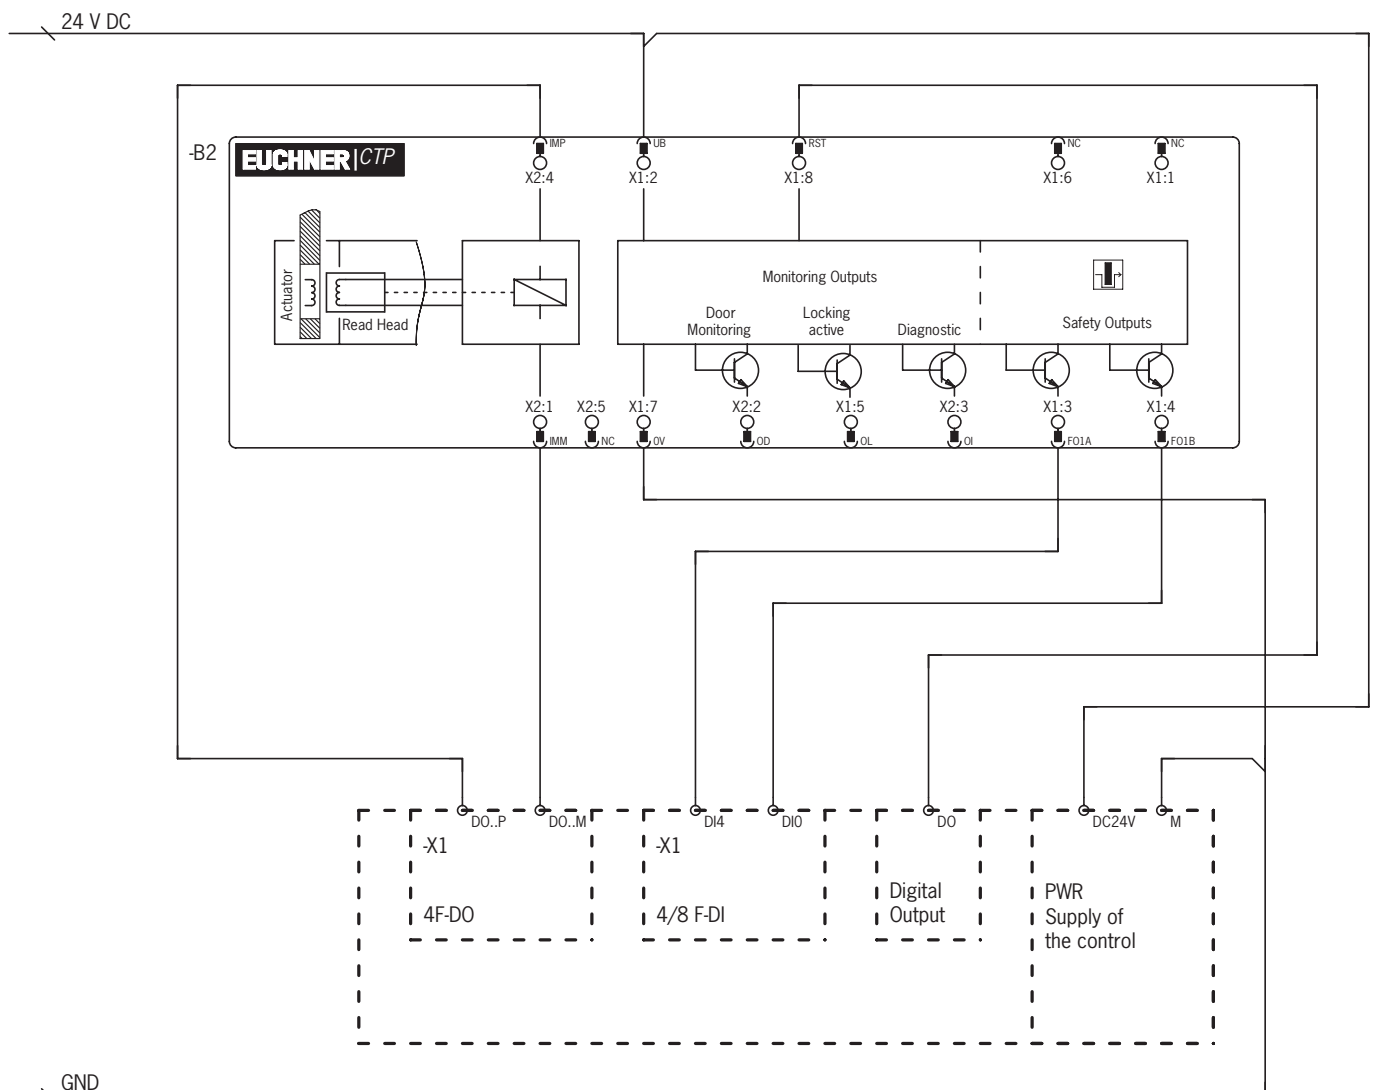 24 V DC
-B2
EUCHNER CTP
IMP
UB
RST
NC
NC
X2:4
X1:2
X1:8
X1:6
X1:1
Actuator
Read Head
Monitoring Outputs
Door
Monitoring
Locking
active
Diagnostic
Safety Outputs
X2:1
X2:5
X1:7
X2:2
X1:5
X2:3
X1:3
X1:4
IMM
NC
0V
OD
OL
OI
FO1A
FO1B
DO..P
DO..M
DI4
DI0
DO
DC24V
M
-X1
4F-DO
-X1
4/8 F-DI
Digital
Output
PWR
Supply of
the control
GND